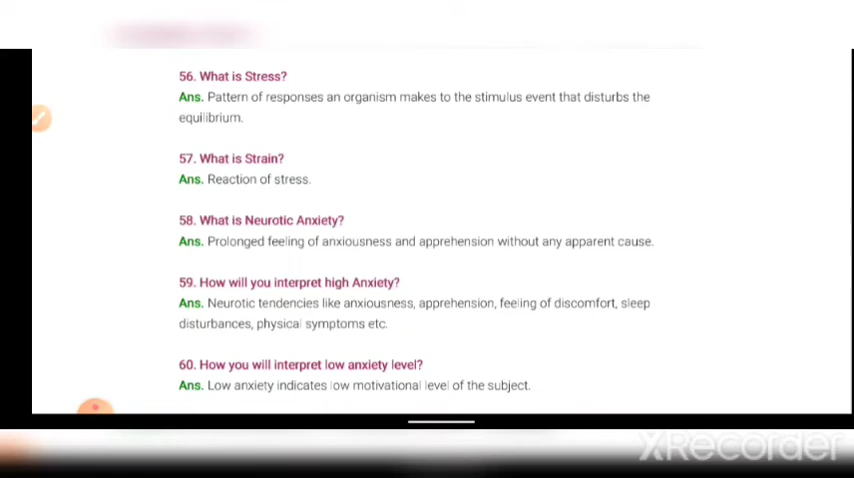 56. What is Stress?
Ans. Pattern of responses an organism makes to the stimulus event that disturbs the
equilibrium.
57. What is Strain?
Ans. Reaction of stress.
58. What is Neurotic Anxiety?
Ans. Prolonged feeling of anxiousness and apprehension without any apparent cause.
59. How will you interpret high Anxiety?
Ans. Neurotic tendencies like anxiousness, apprehension, feeling of discomfort, sleep
disturbances, physical symptoms etc.
60. How you will interpret low anxiety level?
Ans. Low anxiety indicates low motivational level of the subject.
XRecorder